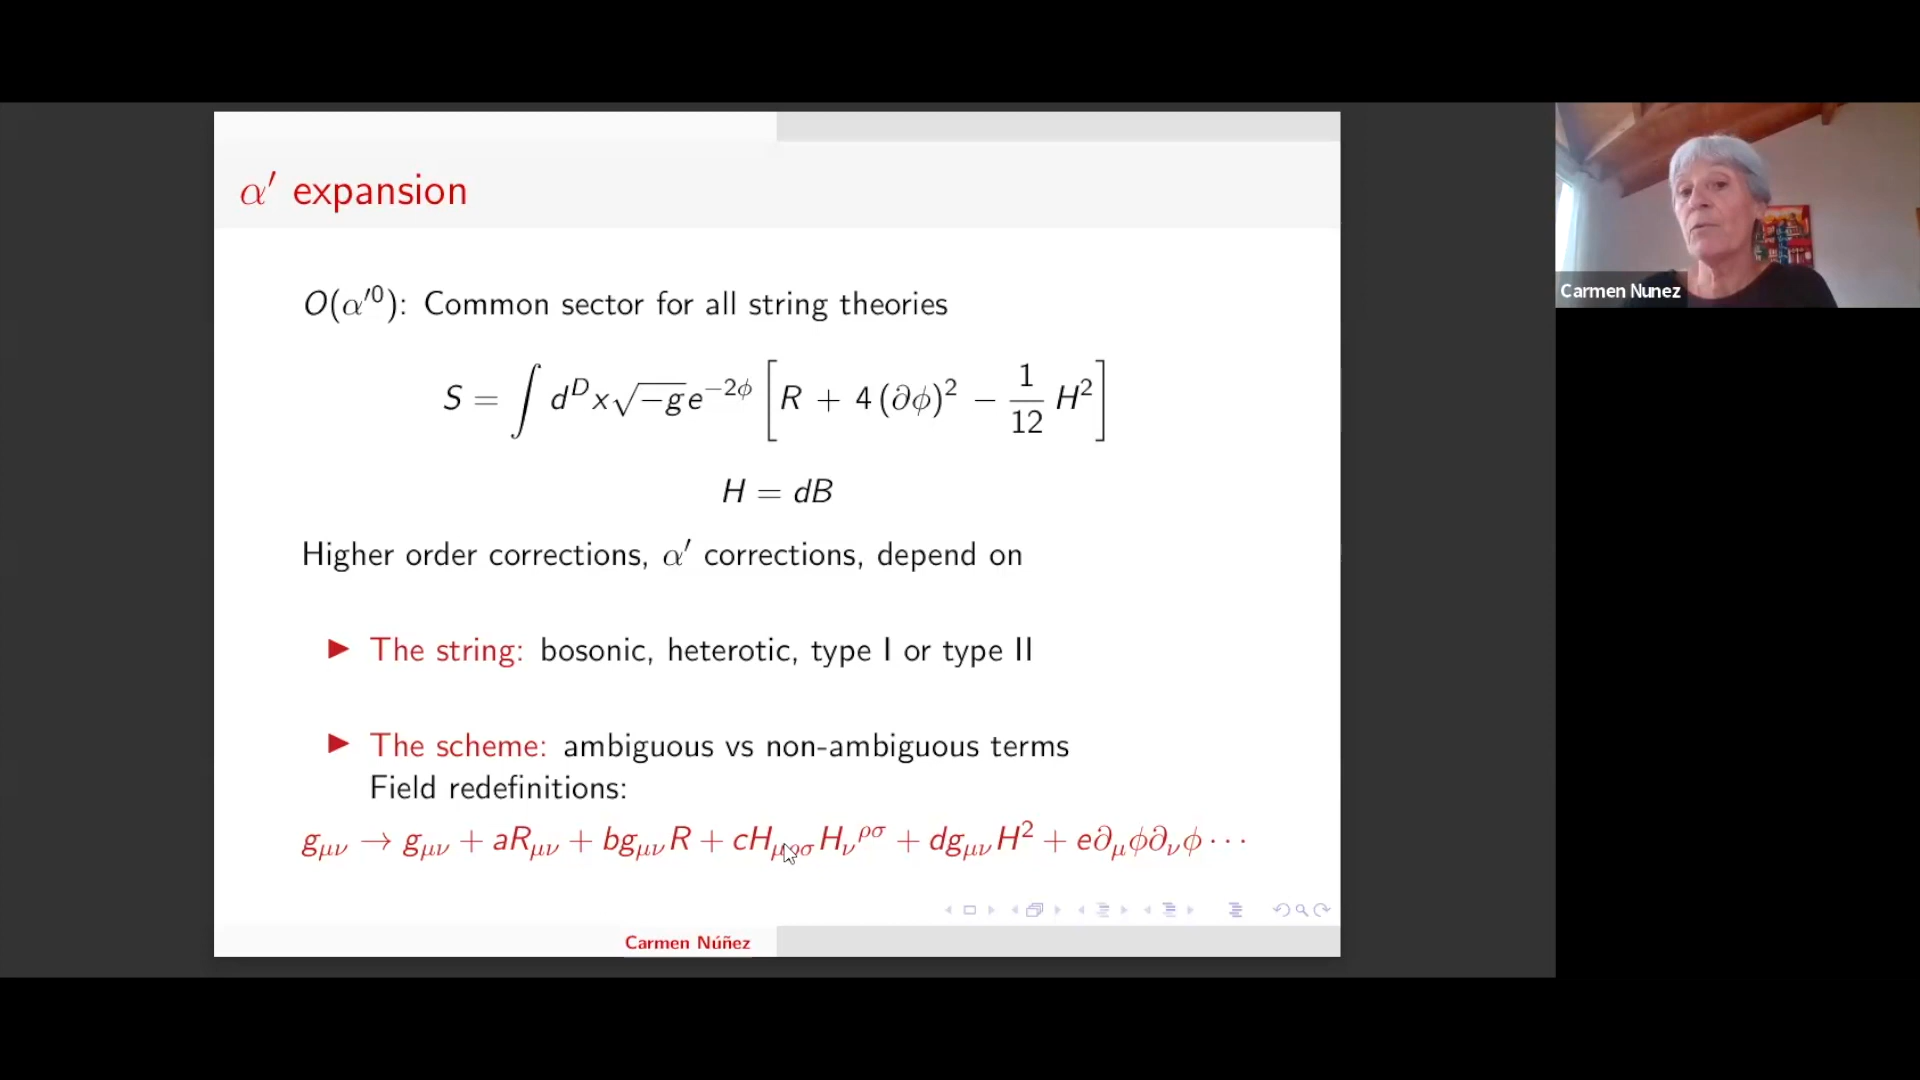 α′ expansion
O(α′⁰): Common sector for all string theories
S = ∫ d^D x √−g e^{−2ϕ} [ R + 4 (∂ϕ)² − 1/12 H² ]
H = dB
Higher order corrections, α′ corrections, depend on
▶ The string: bosonic, heterotic, type I or type II
▶ The scheme: ambiguous vs non-ambiguous terms
Field redefinitions:
g_{μν} → g_{μν} + aR_{μν} + bg_{μν}R + cH_{μρσ}H_ν^{ρσ} + dg_{μν}H² + e∂_μϕ∂_νϕ ···
Carmen Núñez
Carmen Nunez